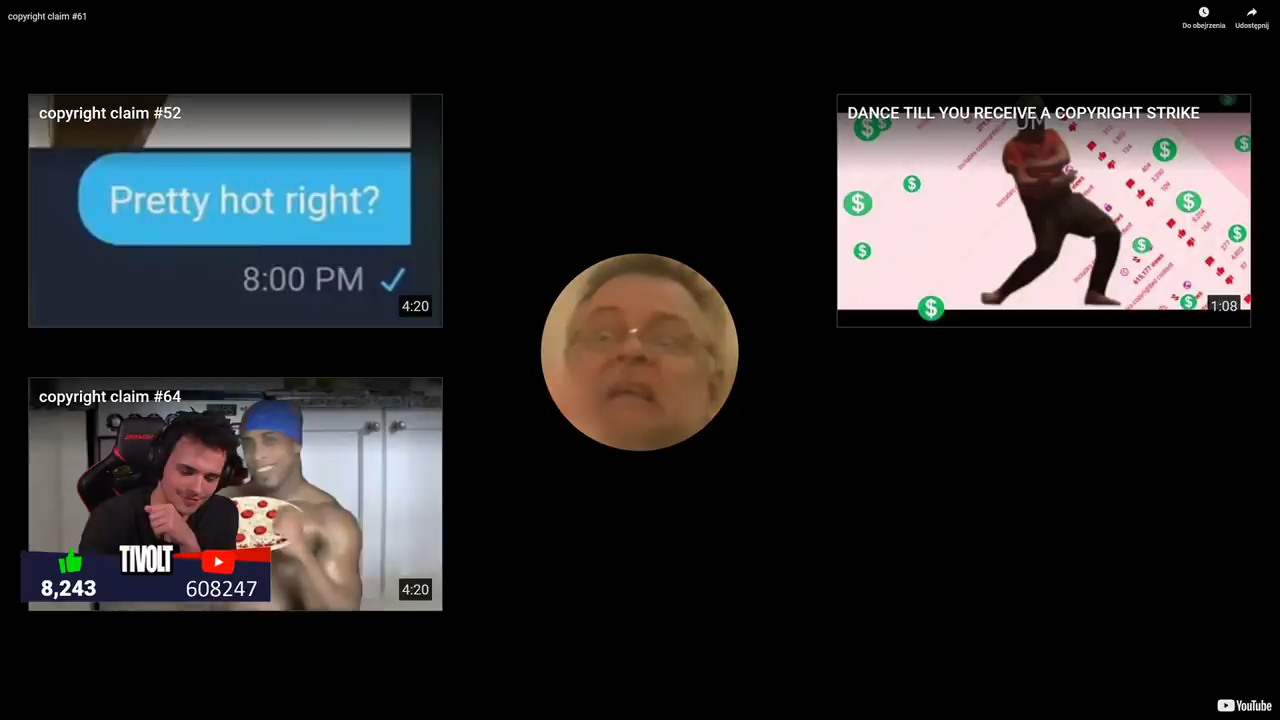 copyright claim #61
Do obejrzenia
Udostępnij
copyright claim #52
Pretty hot right?
8:00 PM
4:20
DANCE TILL YOU RECEIVE A COPYRIGHT STRIKE
1:08
copyright claim #64
TIVOLT
8,243
608247
4:20
YouTube